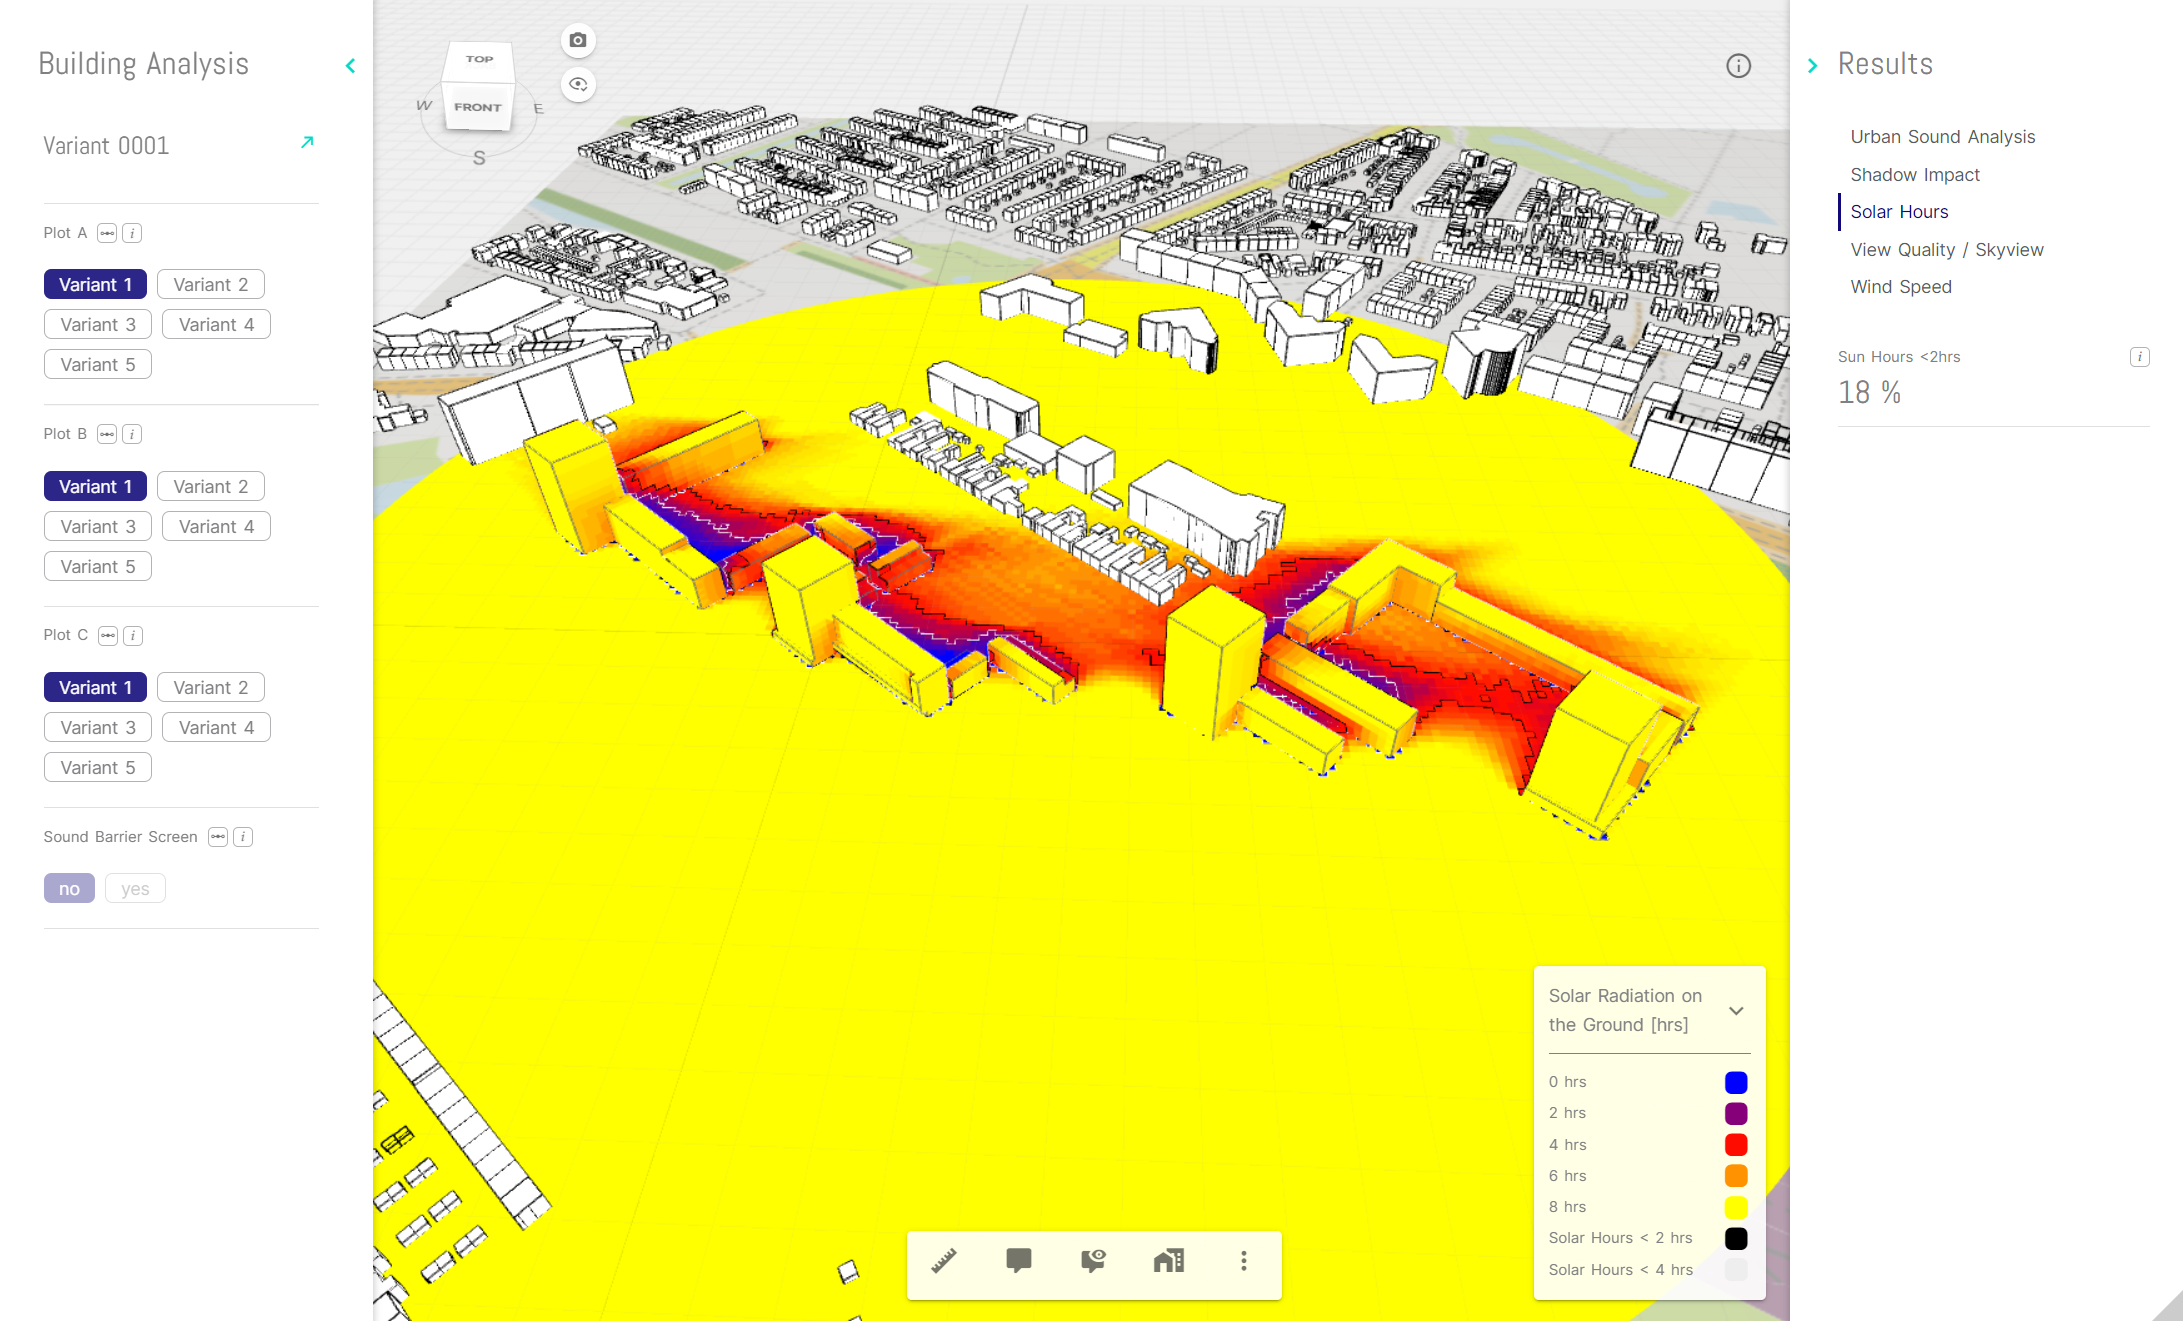 Building Analysis
Variant 0001
Plot A
Variant 1
Variant 2
Variant 3
Variant 4
Variant 5
Plot B
Variant 1
Variant 2
Variant 3
Variant 4
Variant 5
Plot C
Variant 1
Variant 2
Variant 3
Variant 4
Variant 5
Sound Barrier Screen
no
yes
TOP
W
FRONT
E
S
Solar Radiation on
the Ground [hrs]
0 hrs
2 hrs
4 hrs
6 hrs
8 hrs
Solar Hours < 2 hrs
Solar Hours < 4 hrs
Results
Urban Sound Analysis
Shadow Impact
Solar Hours
View Quality / Skyview
Wind Speed
Sun Hours <2hrs
18 %